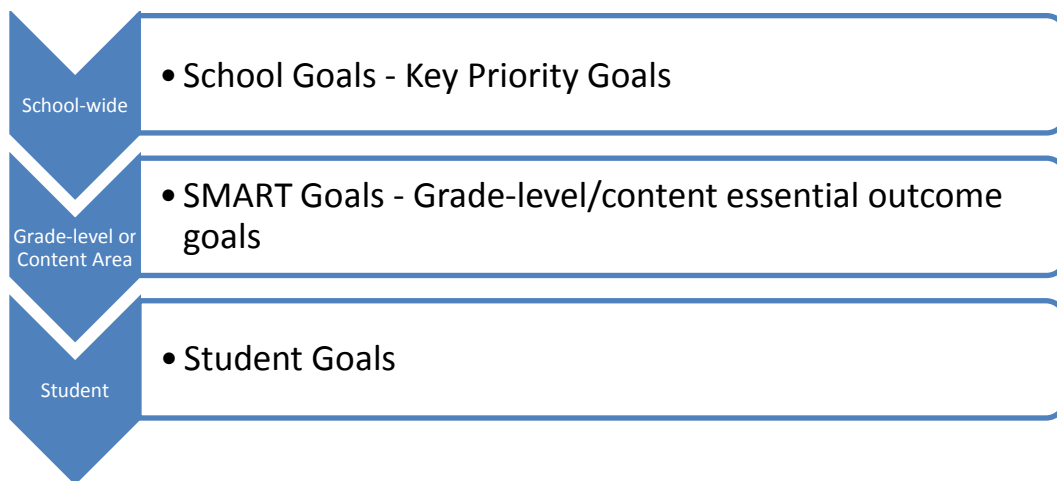 School-wide
• School Goals - Key Priority Goals
Grade-level or
Content Area
• SMART Goals - Grade-level/content essential outcome
goals
Student
• Student Goals